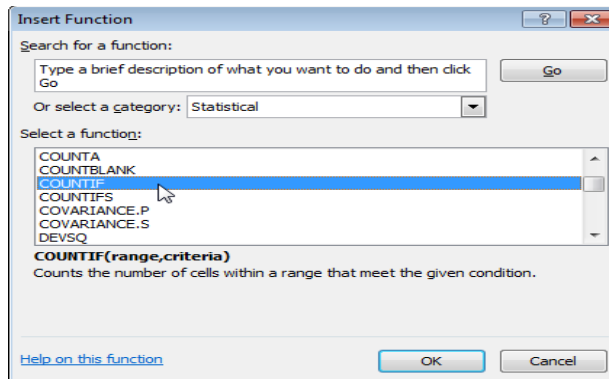 Insert Function
Search for a function:
Type a brief description of what you want to do and then click
Go
Go
Or select a category: Statistical
Select a function:
COUNTA
COUNTBLANK
COUNTIF
COUNTIFS
COVARIANCE.P
COVARIANCE.S
DEVSQ
COUNTIF(range,criteria)
Counts the number of cells within a range that meet the given condition.
Help on this function
OK
Cancel